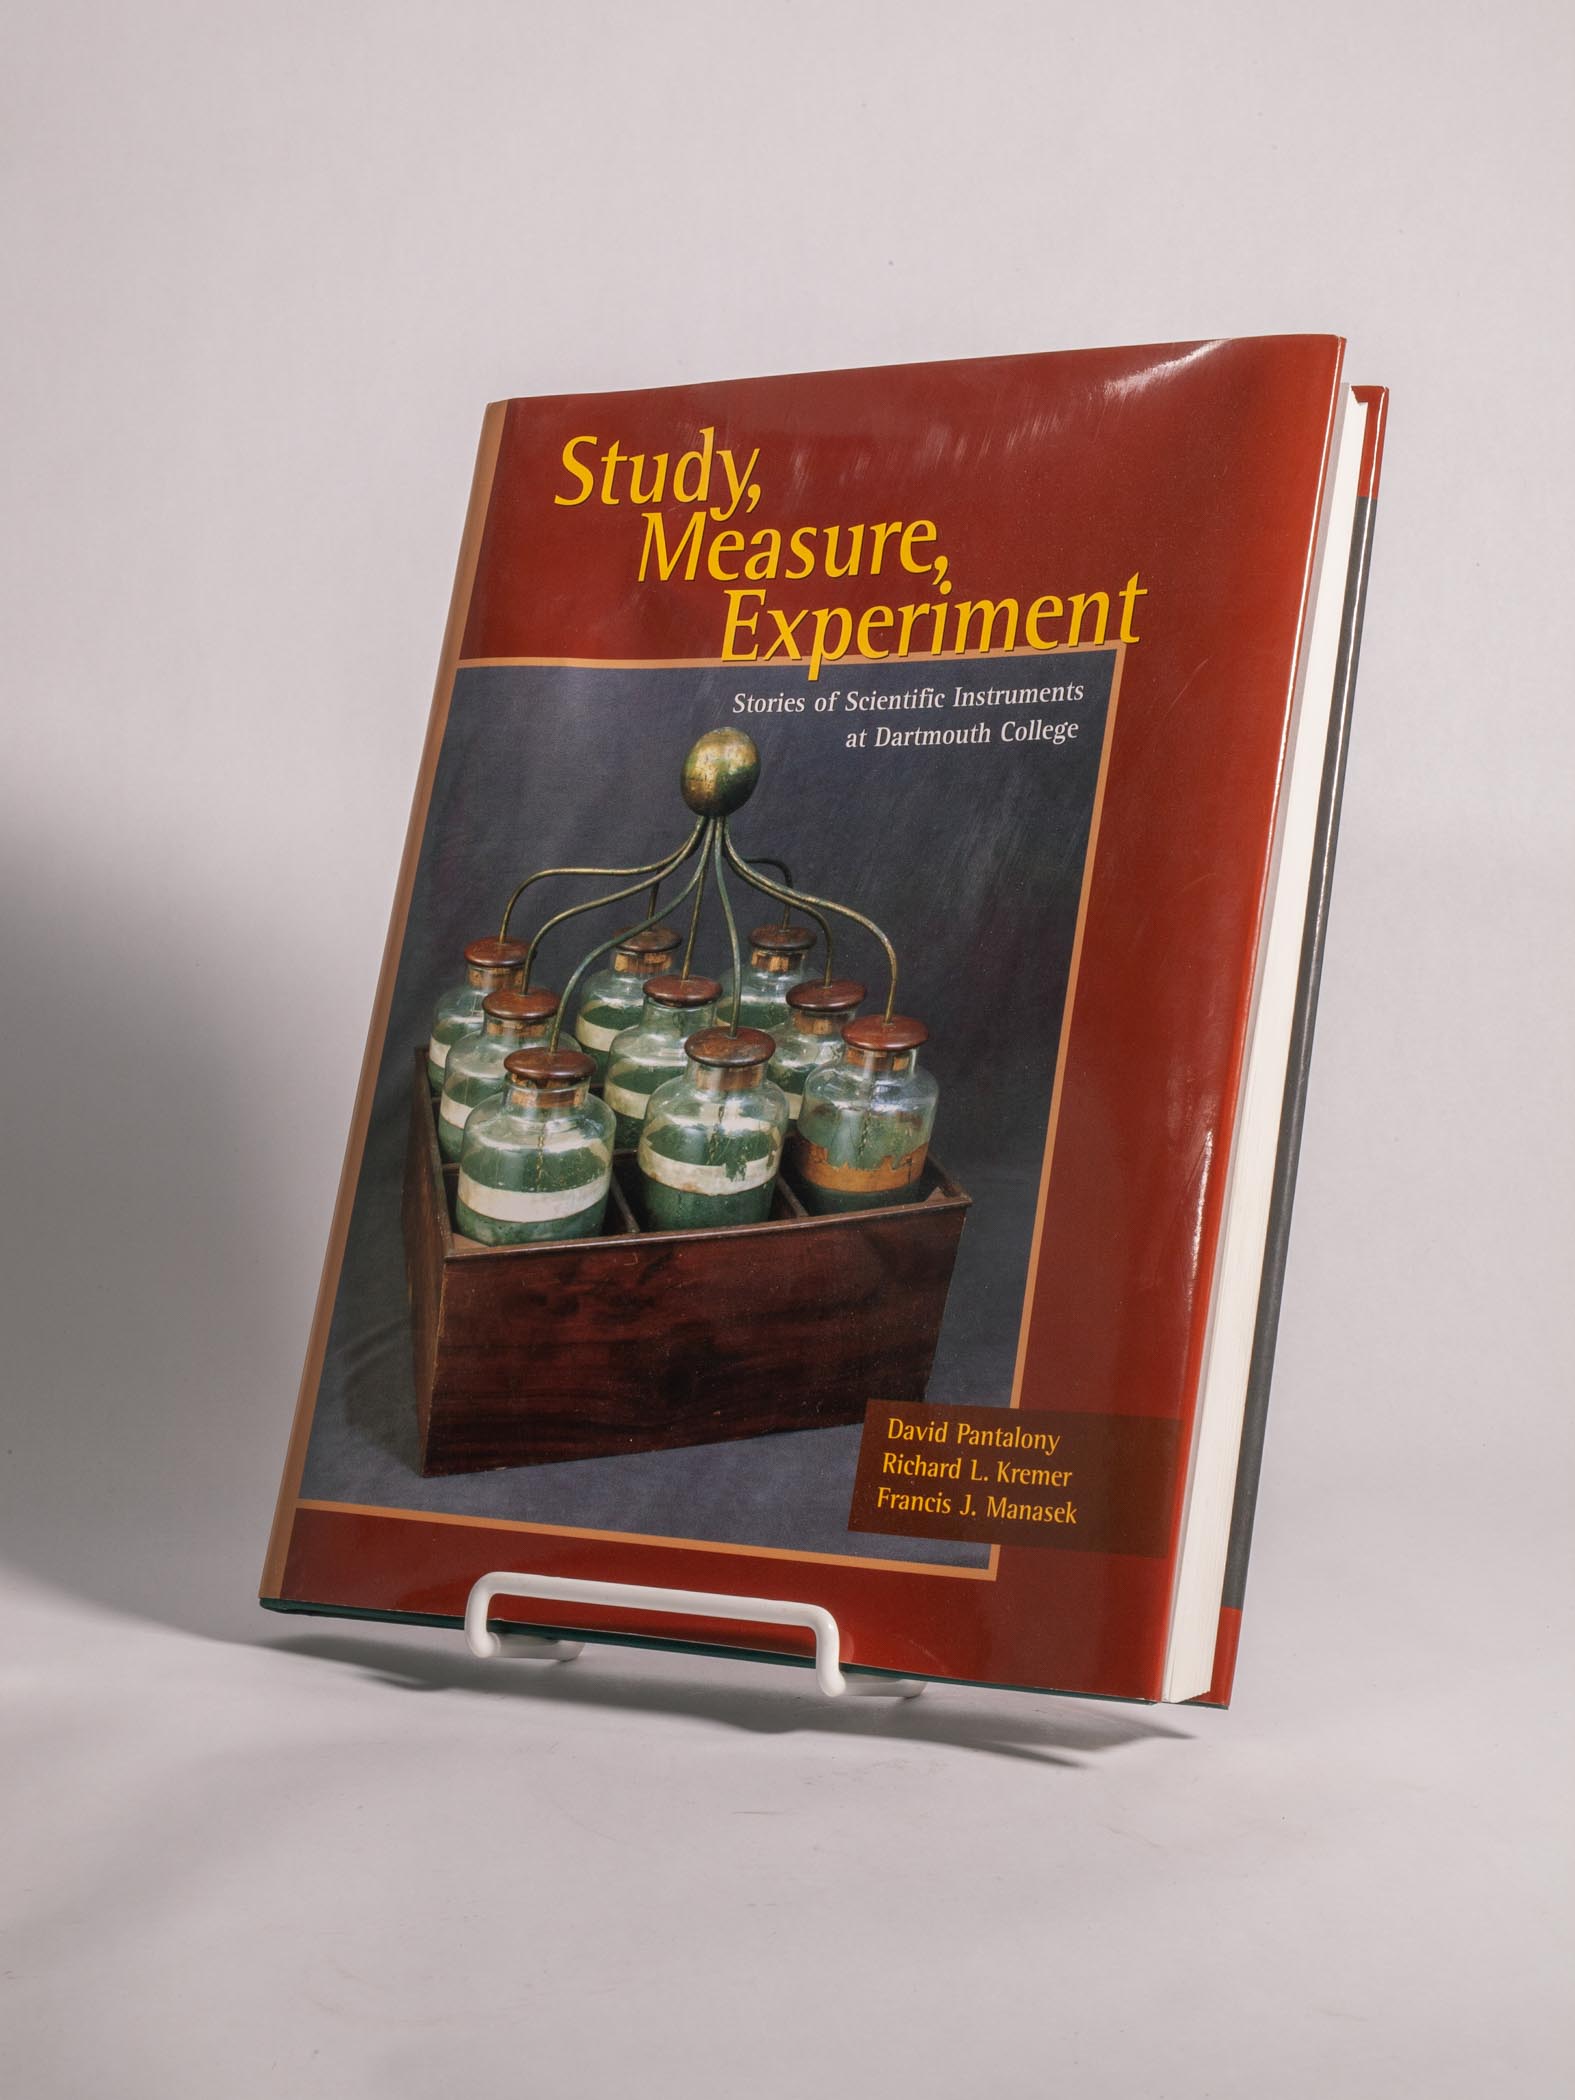 Study,
Measure,
Experiment
Stories of Scientific Instruments
at Dartmouth College
David Pantalony
Richard L. Kremer
Francis J. Manasek